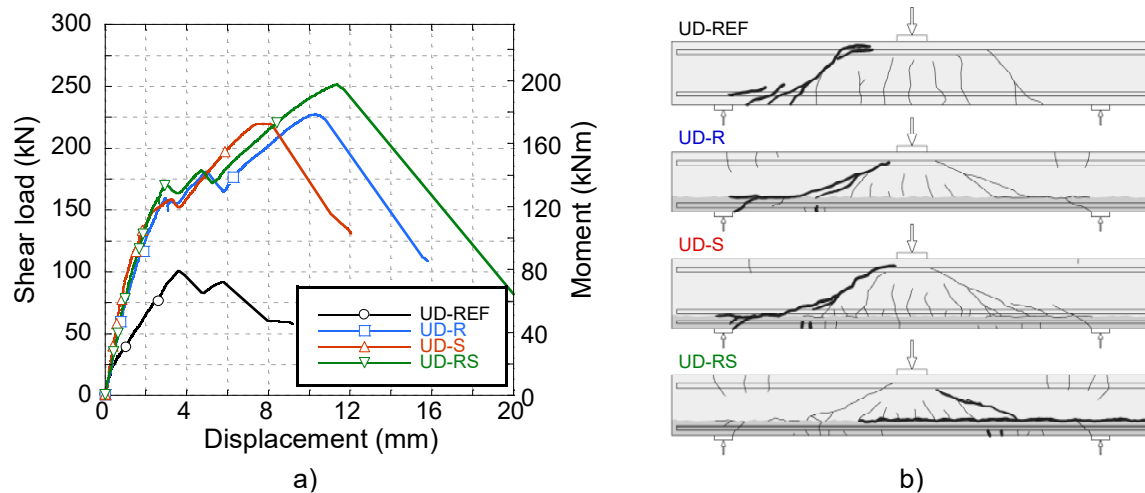 300
250
200
150
100
50
0
Shear load (kN)
0
4
8
12
16
20
Displacement (mm)
200
160
120
80
40
0
Moment (kNm)
UD-REF
UD-R
UD-S
UD-RS
a)
UD-REF
UD-R
UD-S
UD-RS
b)